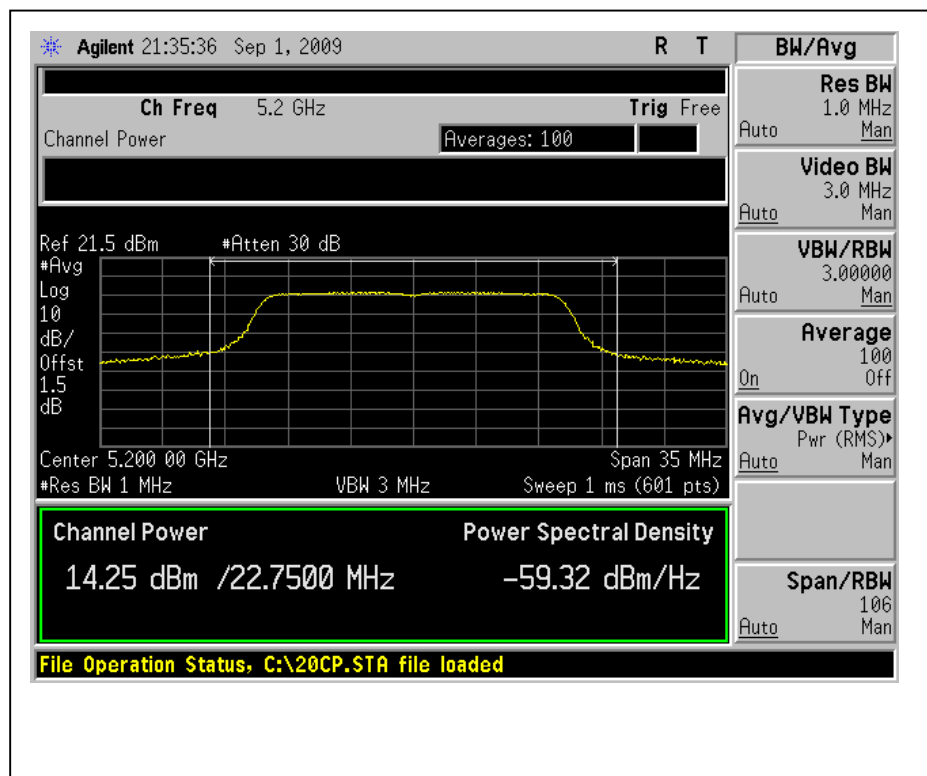 Agilent 21:35:36 Sep 1, 2009 R T
BW/Avg
Ch Freq 5.2 GHz Trig Free
Channel Power Averages: 100
Ref 21.5 dBm #Atten 30 dB
#Avg
Log
10
dB/
Offst
1.5
dB
Center 5.200 00 GHz Span 35 MHz
#Res BW 1 MHz VBW 3 MHz Sweep 1 ms (601 pts)
Channel Power Power Spectral Density
14.25 dBm /22.7500 MHz -59.32 dBm/Hz
File Operation Status, C:\20CP.STA file loaded
Res BW
1.0 MHz
Auto Man
Video BW
3.0 MHz
Auto Man
VBW/RBW
3.00000
Auto Man
Average
100
On Off
Avg/VBW Type
Pwr (RMS)▸
Auto Man
Span/RBW
106
Auto Man